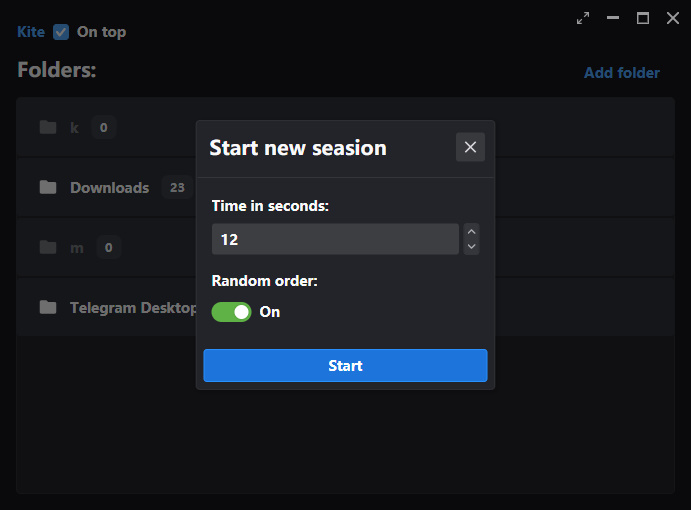 Kite On top
Folders:
Add folder
k 0
Downloads 23
m 0
Telegram Desktop
Start new seasion
Time in seconds:
12
Random order:
On
Start